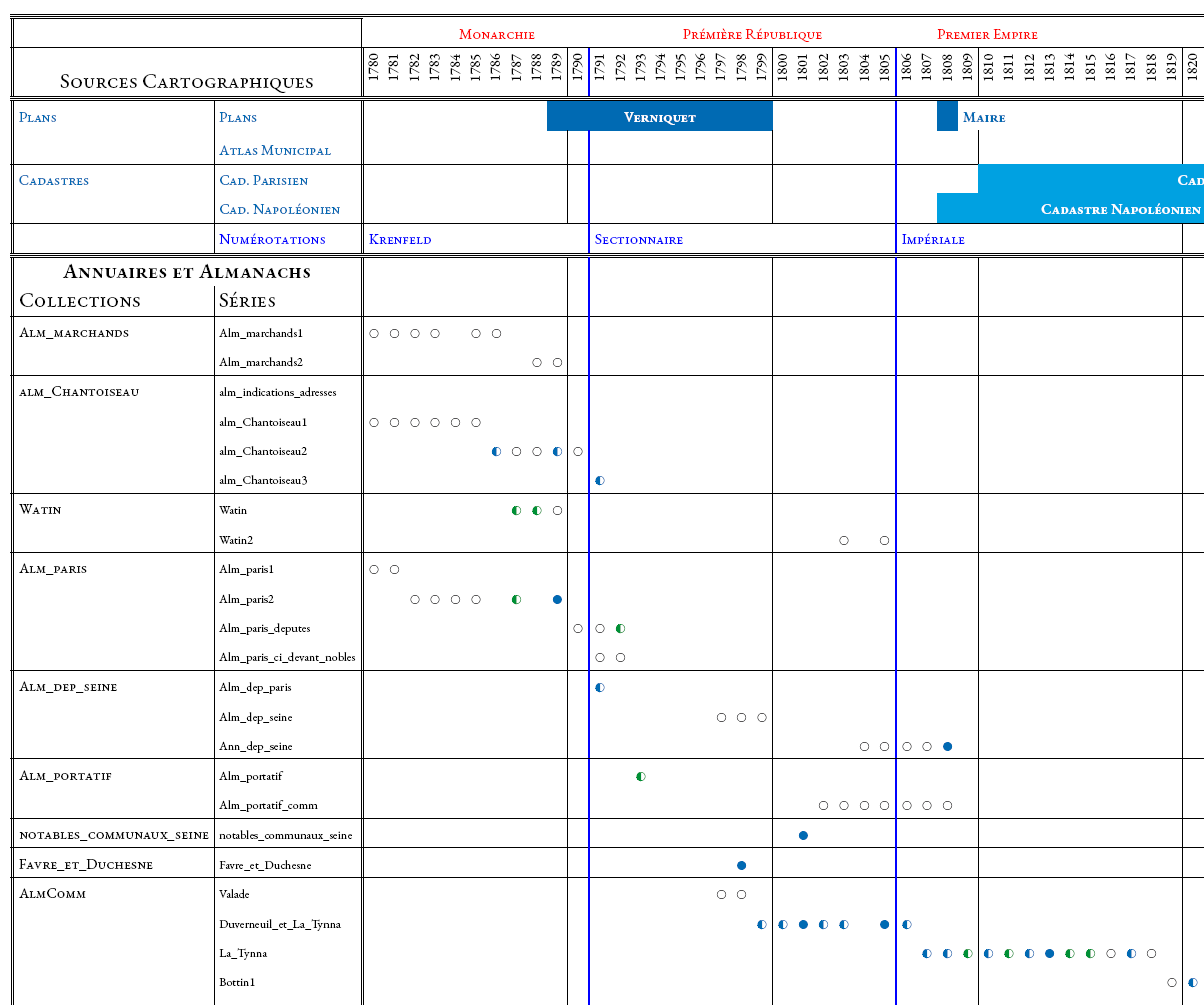 Monarchie Prémière République Premier Empire
Sources Cartographiques 1780 1781 1782 1783 1784 1785 1786 1787 1788 1789 1790 1791 1792 1793 1794 1795 1796 1797 1798 1799 1800 1801 1802 1803 1804 1805 1806 1807 1808 1809 1810 1811 1812 1813 1814 1815 1816 1817 1818 1819 1820
Plans Plans Verniquet Maire
Atlas Municipal
Cadastres Cad. Parisien Cad
Cad. Napoléonien Cadastre Napoléonien
Numérotations Krenfeld Sectionnaire Impériale
Annuaires et Almanachs
Collections Séries
Alm_marchands Alm_marchands1
Alm_marchands2
alm_Chantoiseau alm_indications_adresses
alm_Chantoiseau1
alm_Chantoiseau2
alm_Chantoiseau3
Watin Watin
Watin2
Alm_paris Alm_paris1
Alm_paris2
Alm_paris_deputes
Alm_paris_ci_devant_nobles
Alm_dep_seine Alm_dep_paris
Alm_dep_seine
Ann_dep_seine
Alm_portatif Alm_portatif
Alm_portatif_comm
notables_communaux_seine notables_communaux_seine
Favre_et_Duchesne Favre_et_Duchesne
AlmComm Valade
Duverneuil_et_La_Tynna
La_Tynna
Bottin1